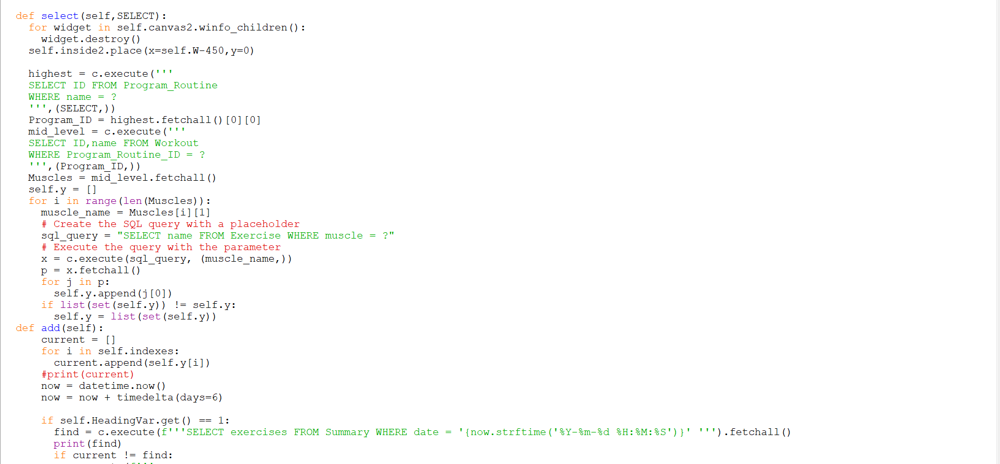 def select(self,SELECT):
  for widget in self.canvas2.winfo_children():
    widget.destroy()
  self.inside2.place(x=self.W-450,y=0)

  highest = c.execute('''
  SELECT ID FROM Program_Routine
  WHERE name = ?
  ''',(SELECT,))
  Program_ID = highest.fetchall()[0][0]
  mid_level = c.execute('''
  SELECT ID,name FROM Workout
  WHERE Program_Routine_ID = ?
  ''',(Program_ID,))
  Muscles = mid_level.fetchall()
  self.y = []
  for i in range(len(Muscles)):
    muscle_name = Muscles[i][1]
    # Create the SQL query with a placeholder
    sql_query = "SELECT name FROM Exercise WHERE muscle = ?"
    # Execute the query with the parameter
    x = c.execute(sql_query, (muscle_name,))
    p = x.fetchall()
    for j in p:
      self.y.append(j[0])
    if list(set(self.y)) != self.y:
      self.y = list(set(self.y))
def add(self):
    current = []
    for i in self.indexes:
      current.append(self.y[i])
    #print(current)
    now = datetime.now()
    now = now + timedelta(days=6)

    if self.HeadingVar.get() == 1:
      find = c.execute(f'''SELECT exercises FROM Summary WHERE date = '{now.strftime('%Y-%m-%d %H:%M:%S')}' ''').fetchall()
      print(find)
      if current != find: